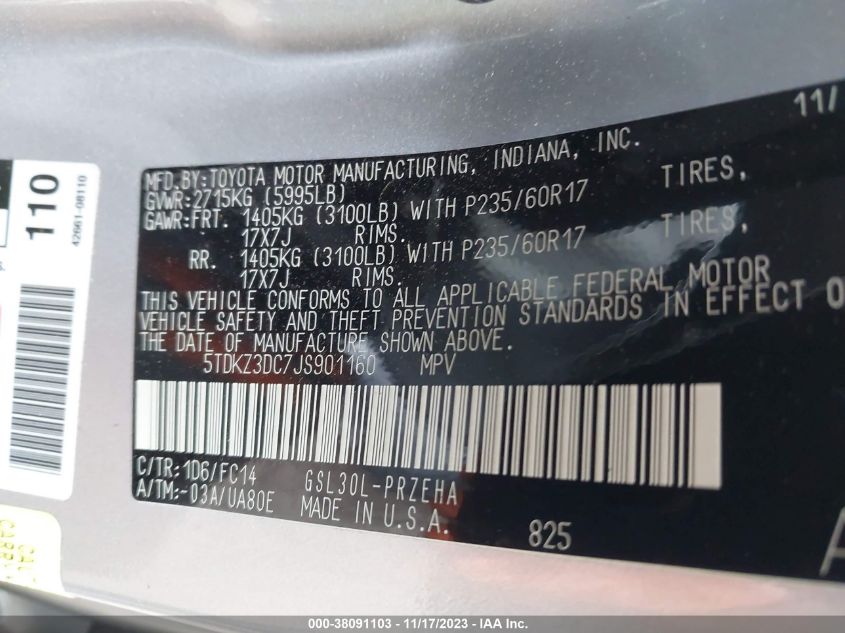 11/
MFD.BY:TOYOTA MOTOR MANUFACTURING, INDIANA, INC.
GVWR:2715KG (5995LB)
GAWR:FRT. 1405KG (3100LB) WITH P235/60R17 TIRES,
17X7J RIMS.
RR. 1405KG (3100LB) WITH P235/60R17 TIRES,
17X7J RIMS.
THIS VEHICLE CONFORMS TO ALL APPLICABLE FEDERAL MOTOR
VEHICLE SAFETY AND THEFT PREVENTION STANDARDS IN EFFECT O
THE DATE OF MANUFACTURE SHOWN ABOVE.
5TDKZ3DC7JS901160 MPV
C/TR:1D6/FC14 GSL30L-PRZEHA
A/TM:-03A/UA80E MADE IN U.S.A.
825
A
110
42661-08110
000-38091103 - 11/17/2023 - IAA Inc.